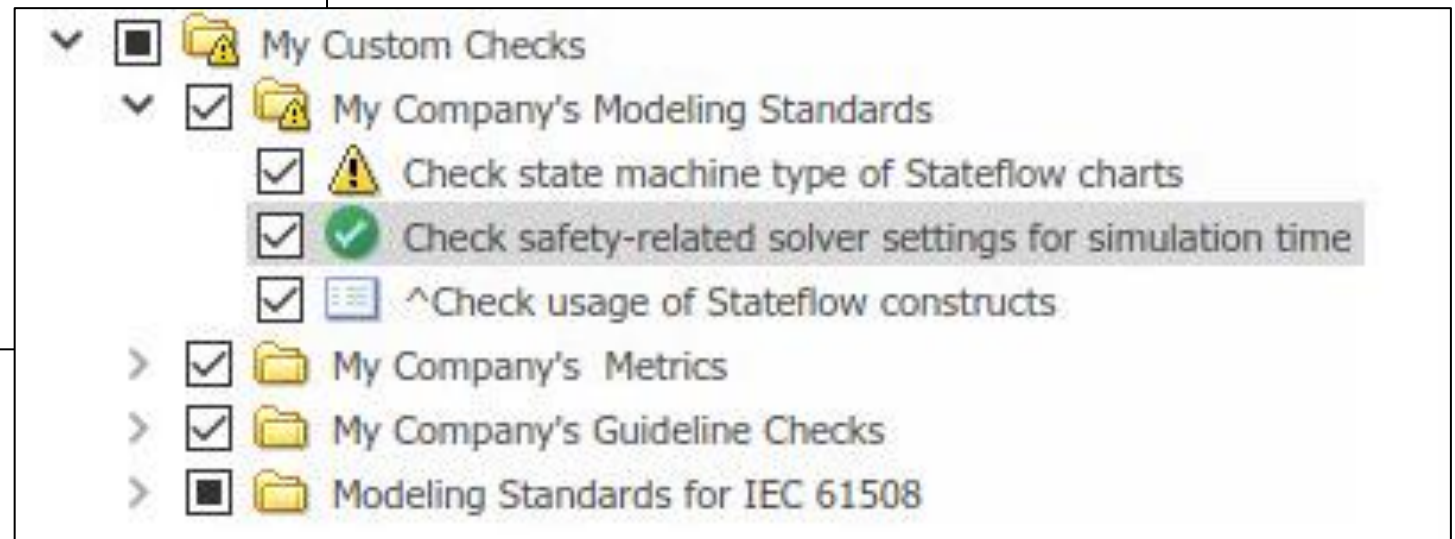 My Custom Checks
My Company's Modeling Standards
Check state machine type of Stateflow charts
Check safety-related solver settings for simulation time
^Check usage of Stateflow constructs
My Company's  Metrics
My Company's Guideline Checks
Modeling Standards for IEC 61508